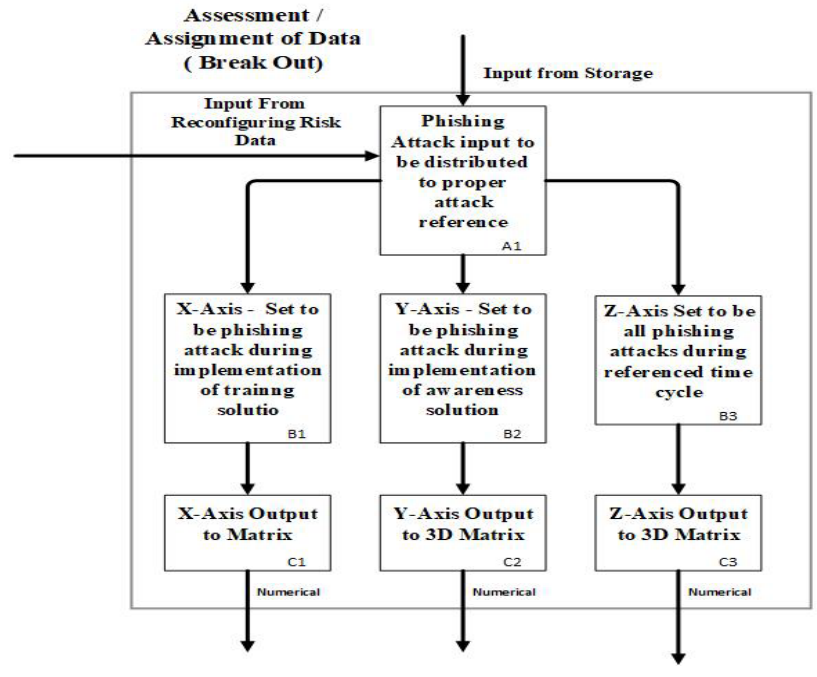 Assessment /
Assignment of Data
( Break Out)
Input from Storage
Input From
Reconfiguring Risk
Data
Phishing
Attack input to
be distributed
to proper
attack
reference
A1
X-Axis - Set to
be phishing
attack during
implementation
of trainng
solutio
B1
Y-Axis - Set to
be phishing
attack during
implementation
of awareness
solution
B2
Z-Axis Set to be
all phishing
attacks during
referenced time
cycle
B3
X-Axis Output
to Matrix
C1
Y-Axis Output
to 3D Matrix
C2
Z-Axis Output
to 3D Matrix
C3
Numerical
Numerical
Numerical